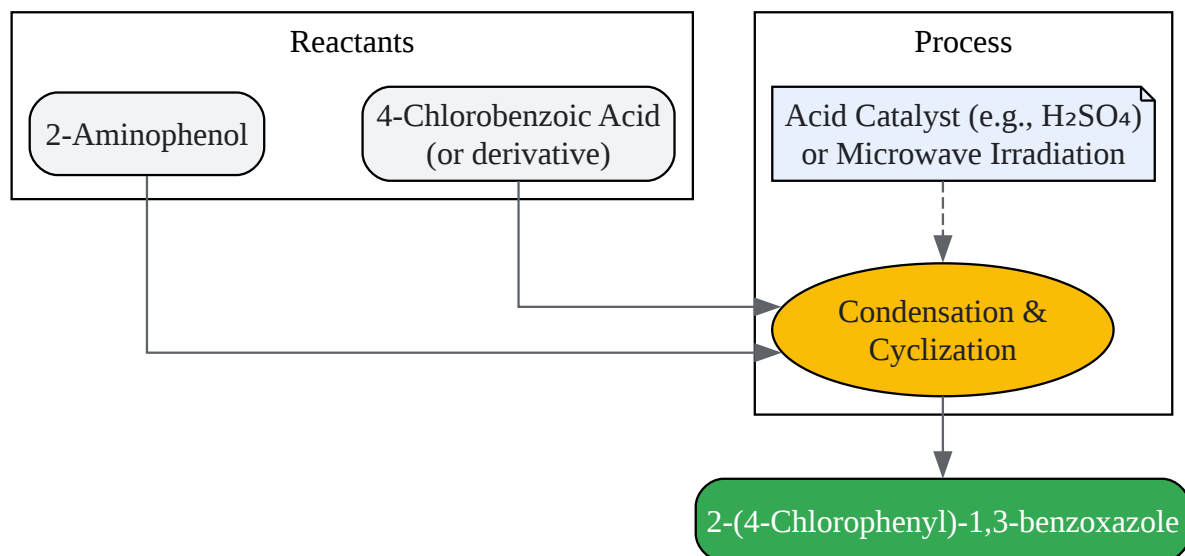 Reactants
Process
2-Aminophenol
4-Chlorobenzoic Acid
(or derivative)
Acid Catalyst (e.g., H₂SO₄)
or Microwave Irradiation
Condensation &
Cyclization
2-(4-Chlorophenyl)-1,3-benzoxazole